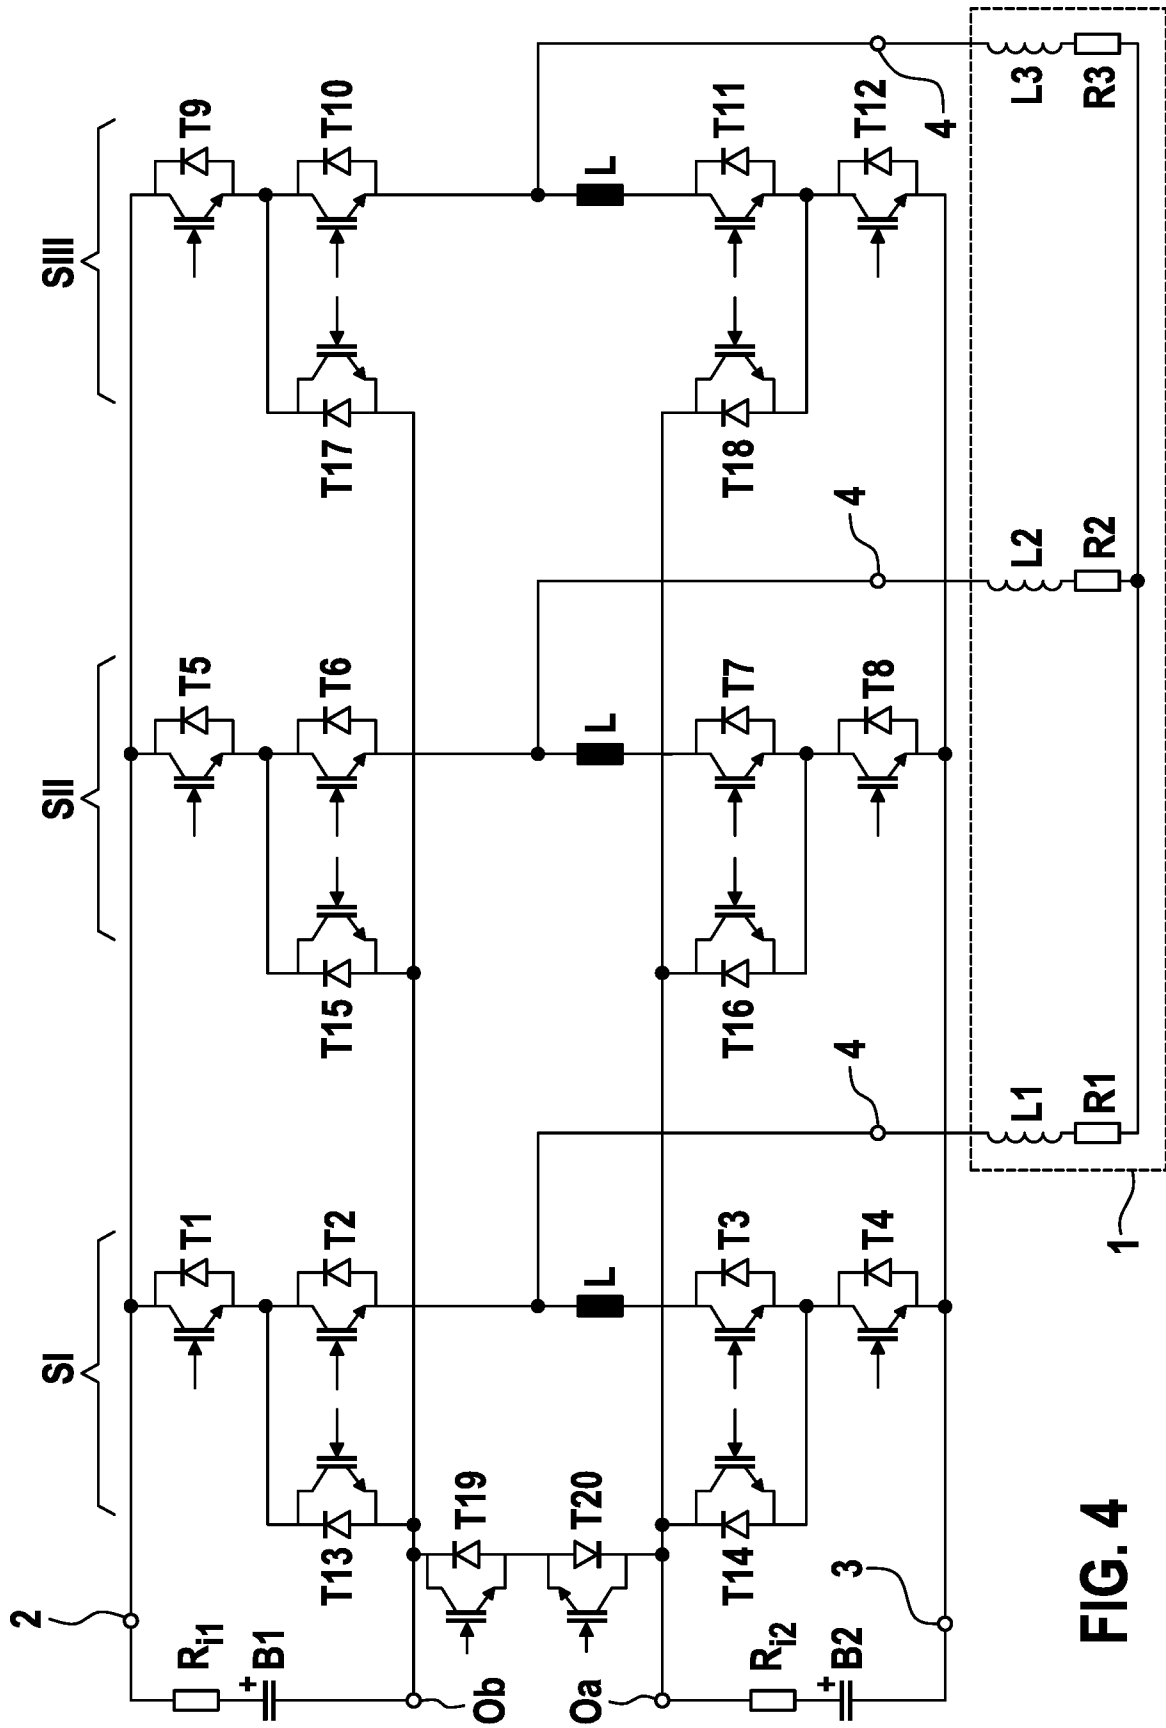 SI
SII
SIII
2
Ri1
+
B1
T1
T5
T9
T13
T2
T15
T6
T17
T10
Ob
T19
Oa
T20
L
L
L
T14
T3
T16
T7
T18
T11
Ri2
+
B2
3
T4
4
4
T8
T12
4
L1
L2
L3
R1
R2
R3
1
FIG. 4